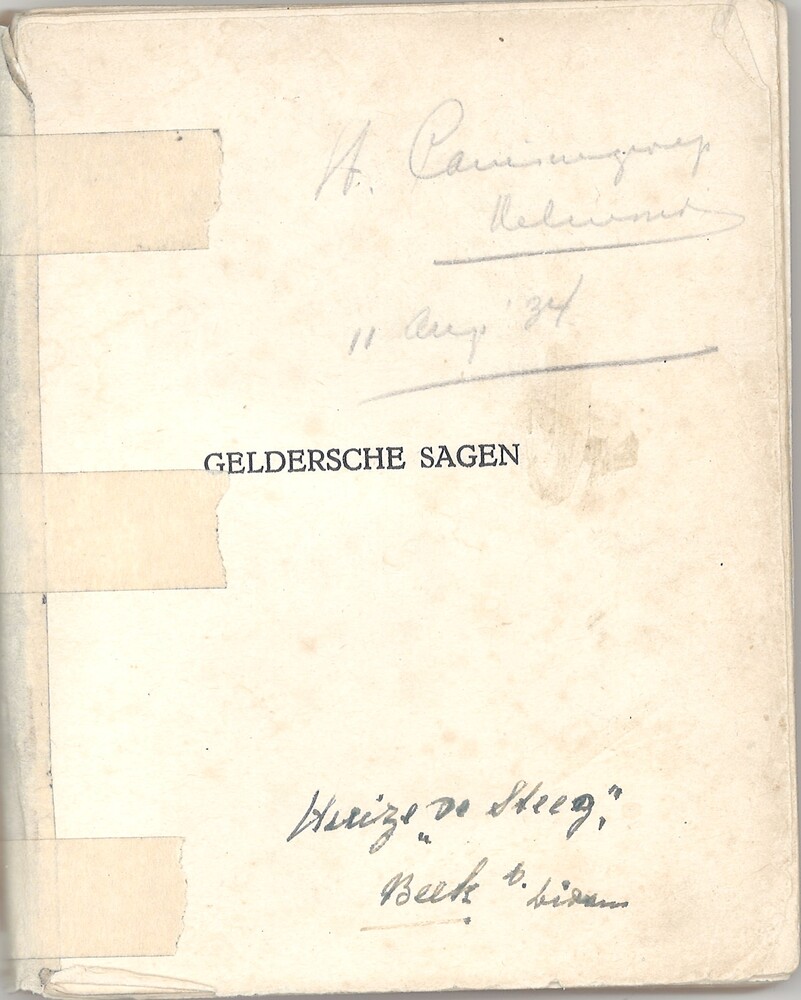 H.
11 Aug '34
GELDERSCHE SAGEN
Huize „De Steeg”,
Beek b.